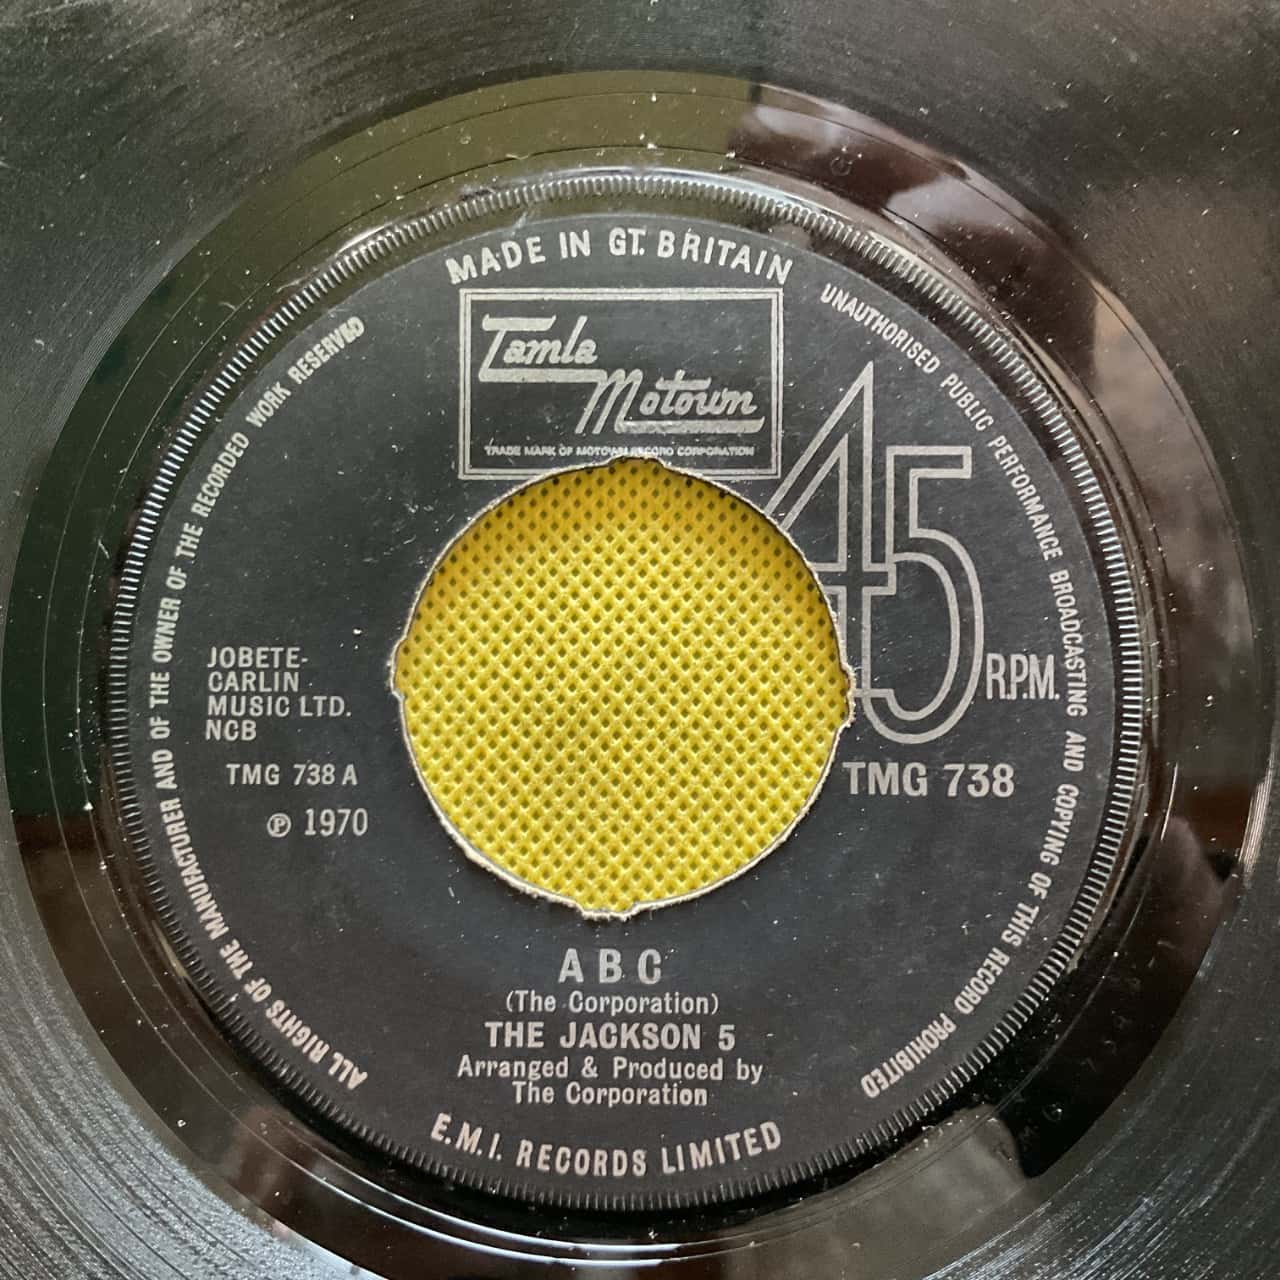 MADE IN GT. BRITAIN
Tamla
Motown
TRADE MARK OF MOTOWN RECORD CORPORATION
UNAUTHORISED PUBLIC PERFORMANCE BROADCASTING AND COPYING OF THIS RECORD PROHIBITED
ALL RIGHTS OF THE MANUFACTURER AND OF THE OWNER OF THE RECORDED WORK RESERVED
45
R.P.M.
JOBETE-
CARLIN
MUSIC LTD.
NCB
TMG 738 A
℗ 1970
TMG 738
A B C
(The Corporation)
THE JACKSON 5
Arranged & Produced by
The Corporation
E.M.I. RECORDS LIMITED